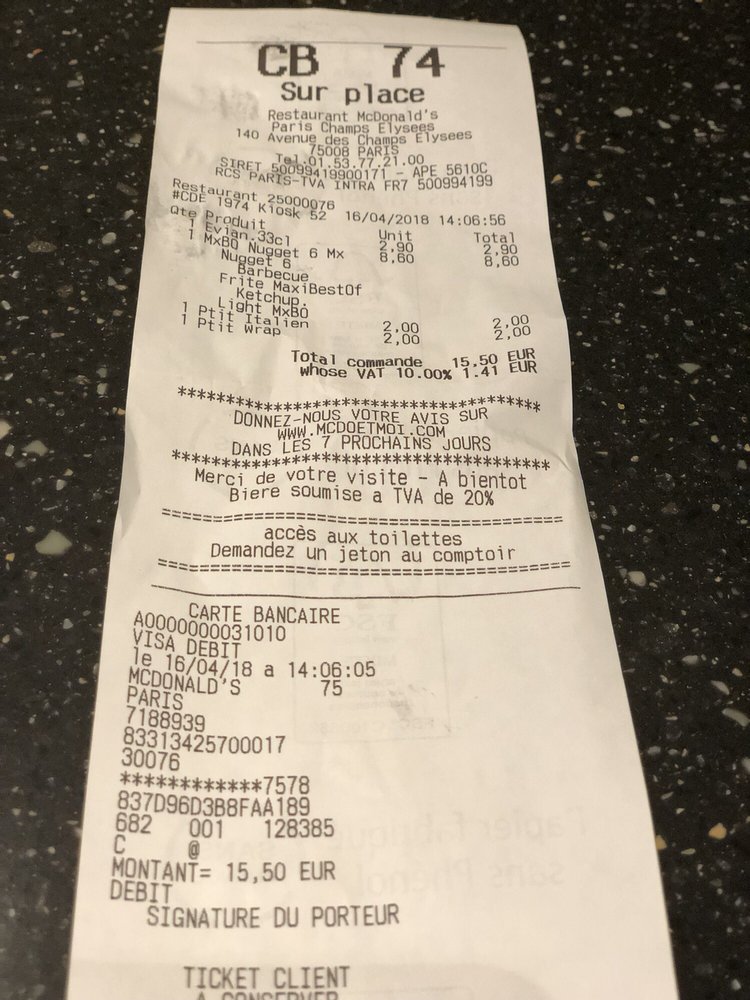 CB 74
Sur place
Restaurant McDonald's
Paris Champs Elysees
140 Avenue des Champs Elysees
75008 PARIS
Tel.01.53.77.21.00
SIRET 50099419900171 - APE 5610C
RCS PARIS-TVA INTRA FR7 500994199
Restaurant 25000076
#CDE 1974 Kiosk 52 16/04/2018 14:06:56
Qte Produit Unit Total
1 Evian.33cl 2,90 2,90
1 MxBO Nugget 6 Mx 8,60 8,60
Nugget 6
Barbecue
Frite MaxiBestOf
Ketchup.
Light MxBO
1 Ptit Italien 2,00 2,00
1 Ptit Wrap 2,00 2,00
Total commande 15.50 EUR
whose VAT 10.00% 1.41 EUR
****************************************
DONNEZ-NOUS VOTRE AVIS SUR
WWW.MCDOETMOI.COM
DANS LES 7 PROCHAINS JOURS
****************************************
Merci de votre visite - A bientot
Biere soumise a TVA de 20%
========================================
accès aux toilettes
Demandez un jeton au comptoir
========================================
CARTE BANCAIRE
A0000000031010
VISA DEBIT
le 16/04/18 a 14:06:05
MCDONALD'S 75
PARIS
7188939
83313425700017
30076
************7578
837D96D3B8FAA189
682 001 128385
C @
MONTANT= 15,50 EUR
DEBIT
SIGNATURE DU PORTEUR
TICKET CLIENT
A CONSERVER